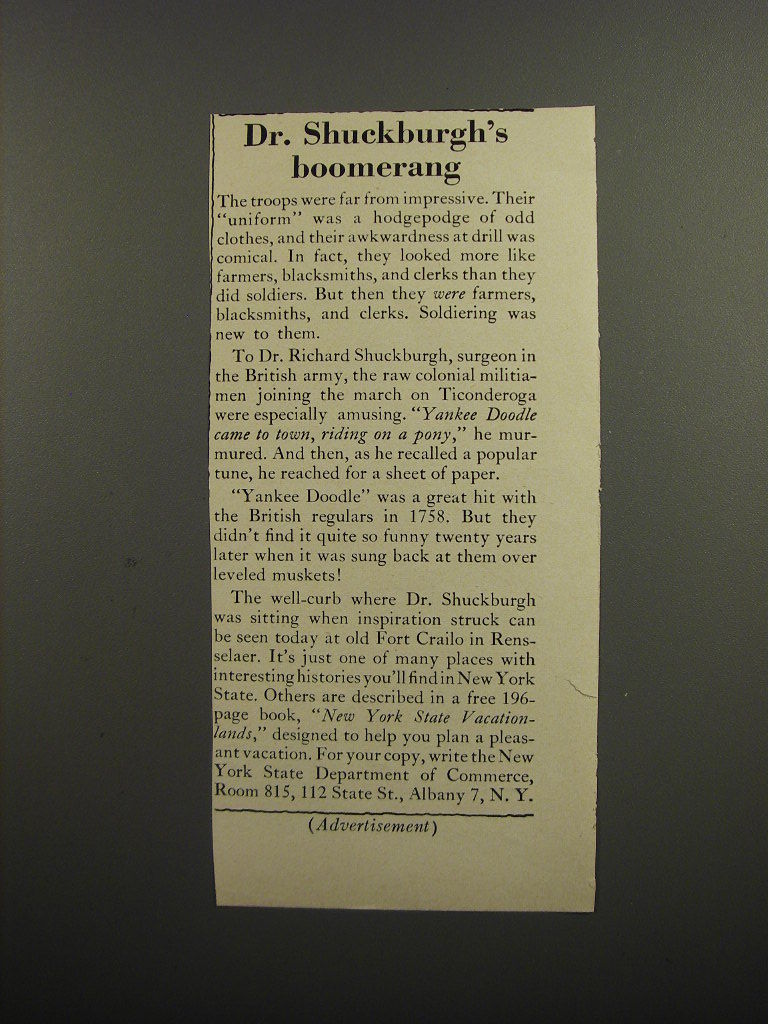 Dr. Shuckburgh's
boomerang
The troops were far from impressive. Their
"uniform" was a hodgepodge of odd
clothes, and their awkwardness at drill was
comical. In fact, they looked more like
farmers, blacksmiths, and clerks than they
did soldiers. But then they were farmers,
blacksmiths, and clerks. Soldiering was
new to them.
To Dr. Richard Shuckburgh, surgeon in
the British army, the raw colonial militia-
men joining the march on Ticonderoga
were especially amusing. "Yankee Doodle
came to town, riding on a pony," he mur-
mured. And then, as he recalled a popular
tune, he reached for a sheet of paper.
"Yankee Doodle" was a great hit with
the British regulars in 1758. But they
didn't find it quite so funny twenty years
later when it was sung back at them over
leveled muskets!
The well-curb where Dr. Shuckburgh
was sitting when inspiration struck can
be seen today at old Fort Crailo in Rens-
selaer. It's just one of many places with
interesting histories you'll find in New York
State. Others are described in a free 196-
page book, "New York State Vacation-
lands," designed to help you plan a pleas-
ant vacation. For your copy, write the New
York State Department of Commerce,
Room 815, 112 State St., Albany 7, N. Y.
(Advertisement)